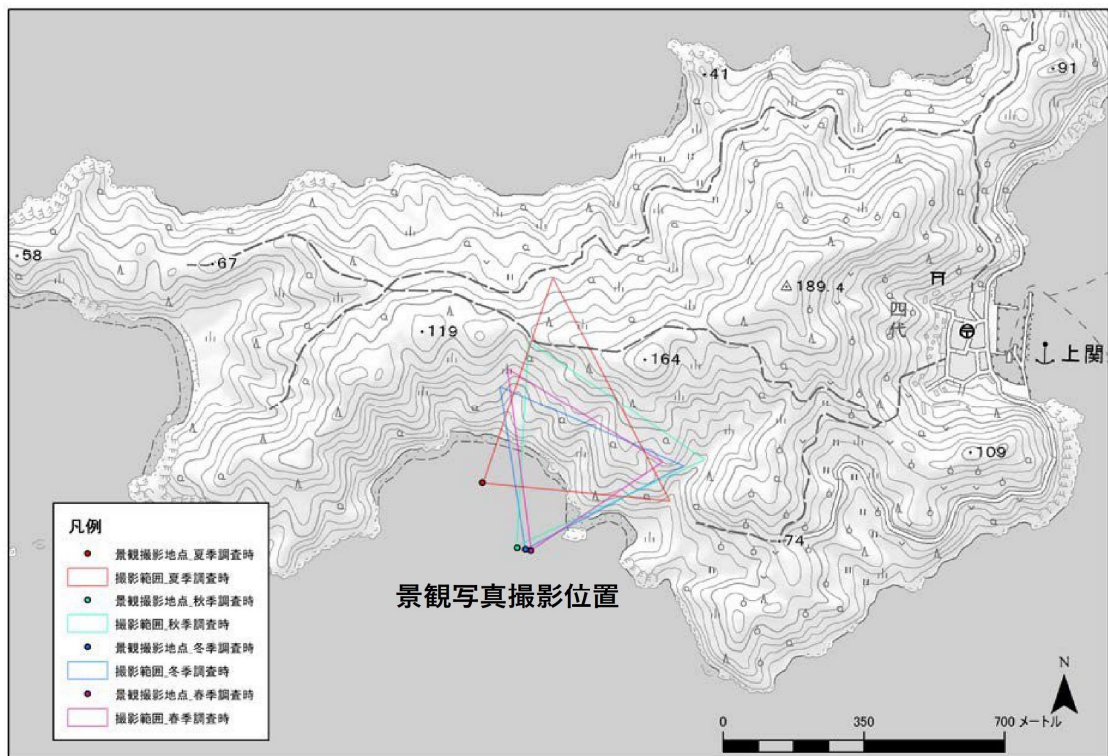 41
91
58
67
189.4
四代
119
164
上関
109
74
凡例
景観撮影地点_夏季調査時
撮影範囲_夏季調査時
景観撮影地点_秋季調査時
撮影範囲_秋季調査時
景観撮影地点_冬季調査時
撮影範囲_冬季調査時
景観撮影地点_春季調査時
撮影範囲_春季調査時
景観写真撮影位置
N
0 350 700 メートル